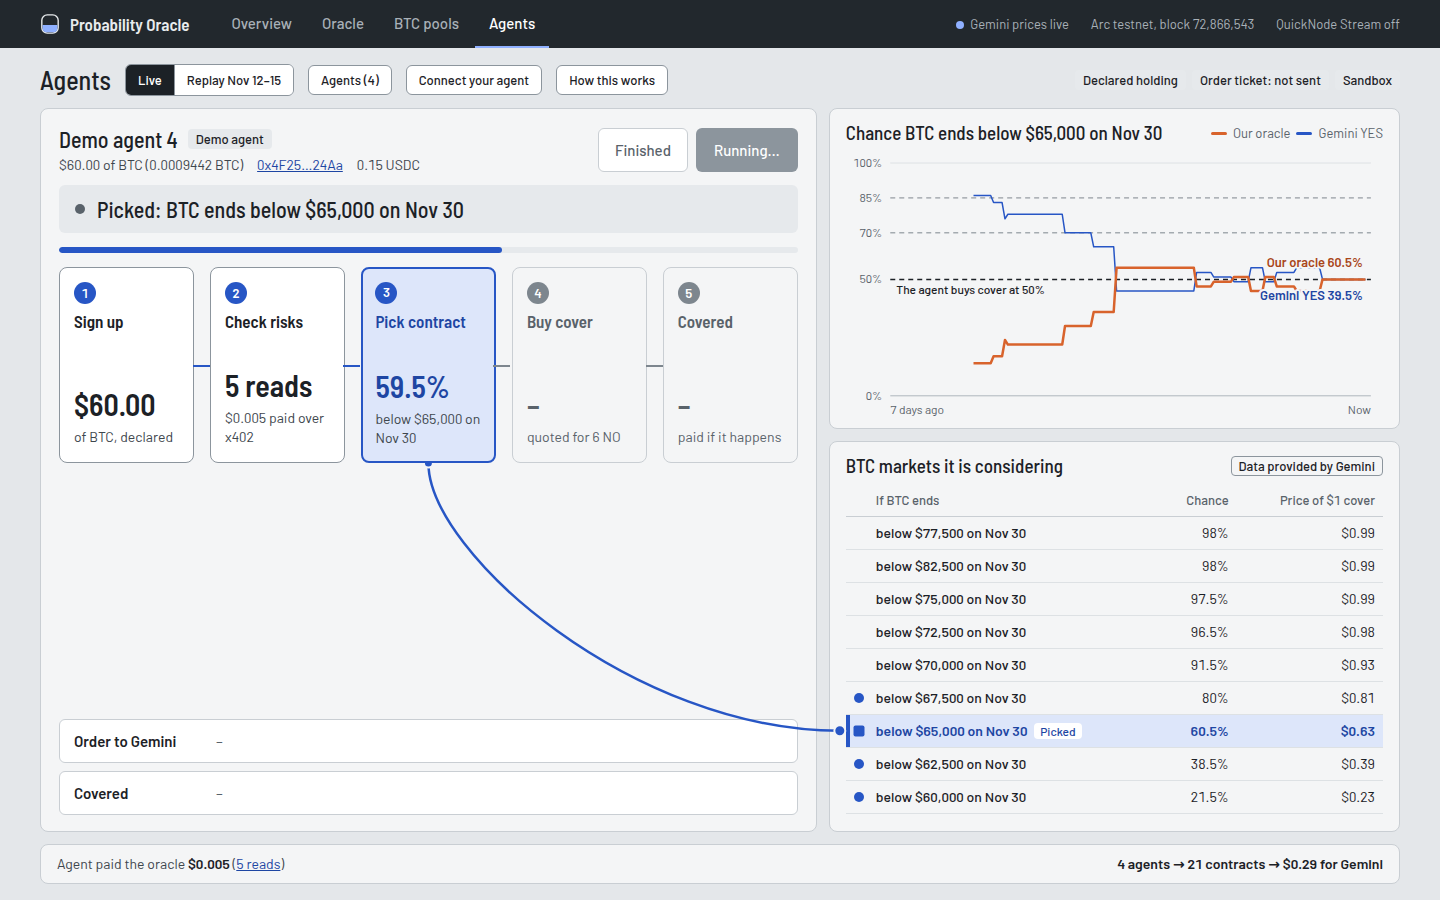 Probability Oracle
Overview
Oracle
BTC pools
Agents
Gemini prices live
Arc testnet, block 72,866,543
QuickNode Stream off
Agents
Live
Replay Nov 12–15
Agents (4)
Connect your agent
How this works
Declared holding
Order ticket: not sent
Sandbox
Demo agent 4
Demo agent
$60.00 of BTC (0.0009442 BTC)
0x4F25…24Aa
0.15 USDC
Finished
Running…
Picked: BTC ends below $65,000 on Nov 30
1
Sign up
$60.00
of BTC, declared
2
Check risks
5 reads
$0.005 paid over
x402
3
Pick contract
59.5%
below $65,000 on
Nov 30
4
Buy cover
–
quoted for 6 NO
5
Covered
–
paid if it happens
Order to Gemini –
Covered –
Chance BTC ends below $65,000 on Nov 30
Our oracle
Gemini YES
100%
85%
70%
50%
0%
The agent buys cover at 50%
Our oracle 60.5%
Gemini YES 39.5%
7 days ago
Now
BTC markets it is considering
Data provided by Gemini
If BTC ends Chance Price of $1 cover
below $77,500 on Nov 30 98% $0.99
below $82,500 on Nov 30 98% $0.99
below $75,000 on Nov 30 97.5% $0.99
below $72,500 on Nov 30 96.5% $0.98
below $70,000 on Nov 30 91.5% $0.93
below $67,500 on Nov 30 80% $0.81
below $65,000 on Nov 30 Picked 60.5% $0.63
below $62,500 on Nov 30 38.5% $0.39
below $60,000 on Nov 30 21.5% $0.23
Agent paid the oracle $0.005 (5 reads)
4 agents → 21 contracts → $0.29 for Gemini